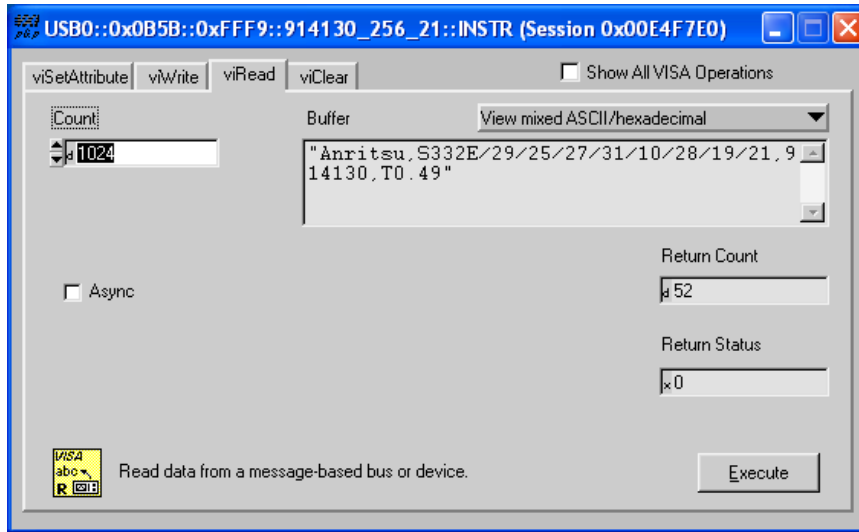 USB0::0x0B5B::0xFFF9::914130_256_21::INSTR (Session 0x00E4F7E0)
viSetAttribute viWrite viRead viClear Show All VISA Operations
Count Buffer View mixed ASCII/hexadecimal
d 1024
"Anritsu,S332E/29/25/27/31/10/28/19/21,9
14130,T0.49"
Return Count
Async
d 52
Return Status
x 0
VISA
abc
R
Read data from a message-based bus or device.
Execute